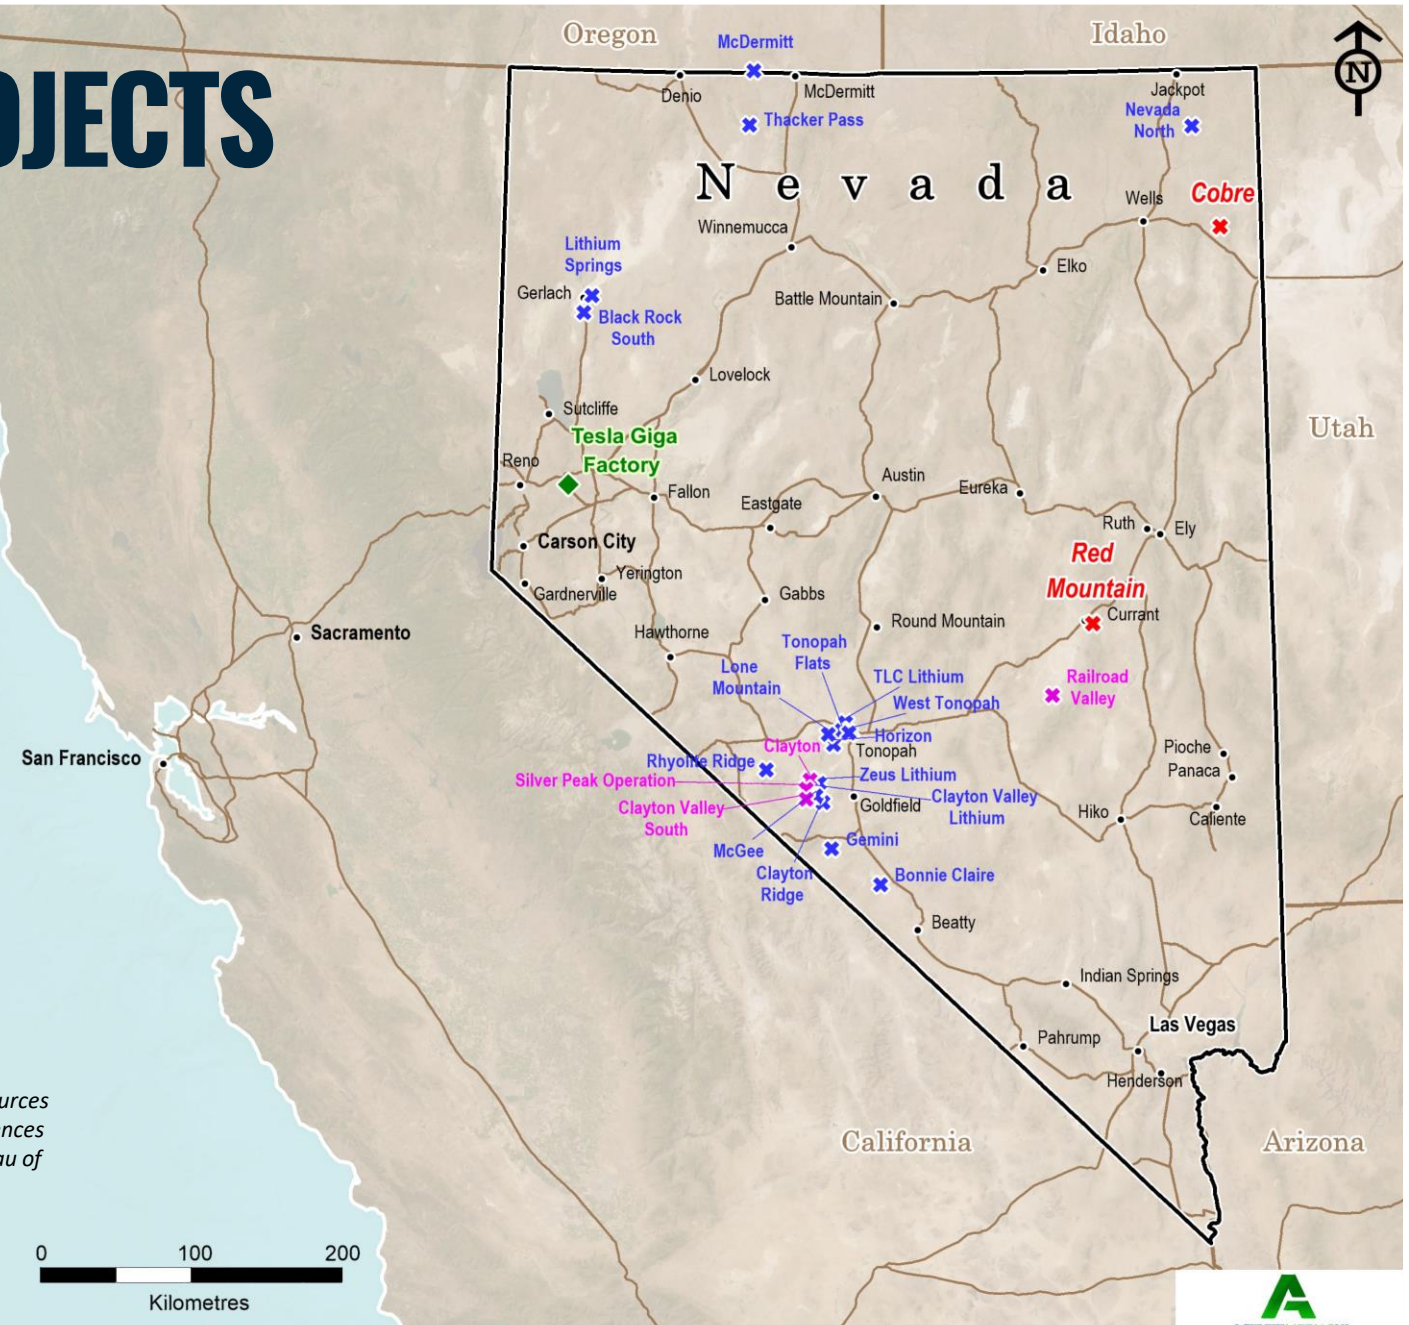 OJECTS
Oregon
Idaho
McDermitt
N
Denio
McDermitt
Jackpot
Thacker Pass
Nevada
North
Nevada
Wells
Cobre
Winnemucca
Lithium
Springs
Elko
Gerlach
Battle Mountain
Black Rock
South
Lovelock
Sutcliffe
Utah
Tesla Giga
Factory
Reno
Fallon
Eastgate
Austin
Eureka
Ruth
Ely
Carson City
Red
Mountain
Yerington
Gardnerville
Gabbs
Currant
Sacramento
Hawthorne
Round Mountain
Tonopah
Flats
Lone
Mountain
TLC Lithium
Railroad
Valley
West Tonopah
Horizon
Clayton
Tonopah
San Francisco
Rhyolite Ridge
Pioche
Panaca
Silver Peak Operation
Zeus Lithium
Clayton Valley
Lithium
Clayton Valley
South
Goldfield
Hiko
Caliente
McGee
Gemini
Clayton
Ridge
Bonnie Claire
Beatty
Indian Springs
Las Vegas
Pahrump
Henderson
urces
ences
au of
California
Arizona
0 100 200
Kilometres